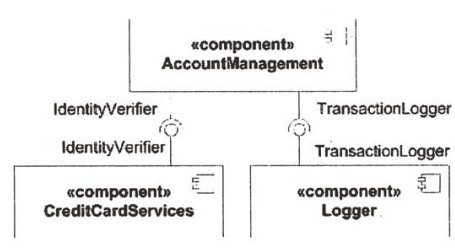 «component»
AccountManagement
IdentityVerifier
TransactionLogger
IdentityVerifier
TransactionLogger
«component»
CreditCardServices
«component»
Logger